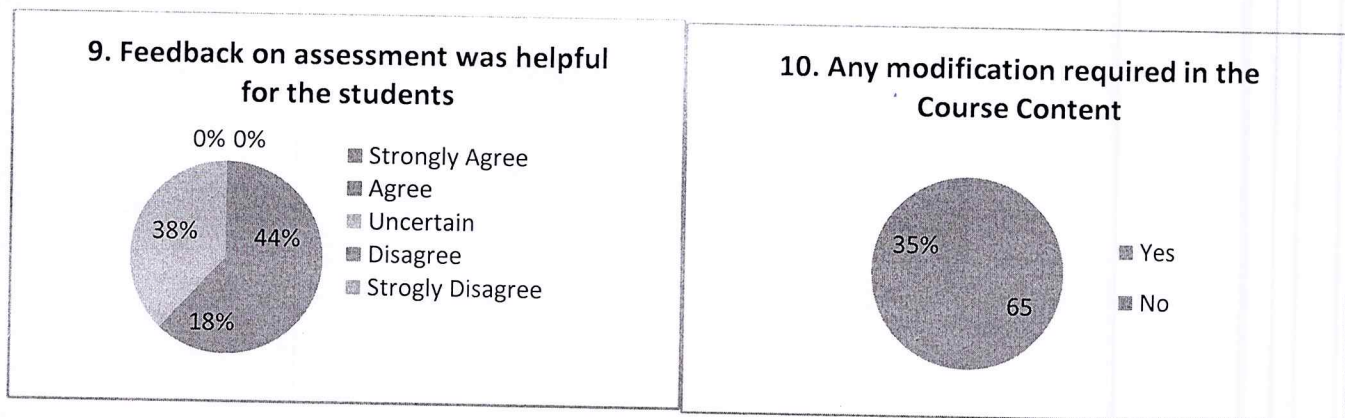 9. Feedback on assessment was helpful
for the students
0% 0%
38%
44%
18%
Strongly Agree
Agree
Uncertain
Disagree
Strogly Disagree
10. Any modification required in the
Course Content
35%
65
Yes
No